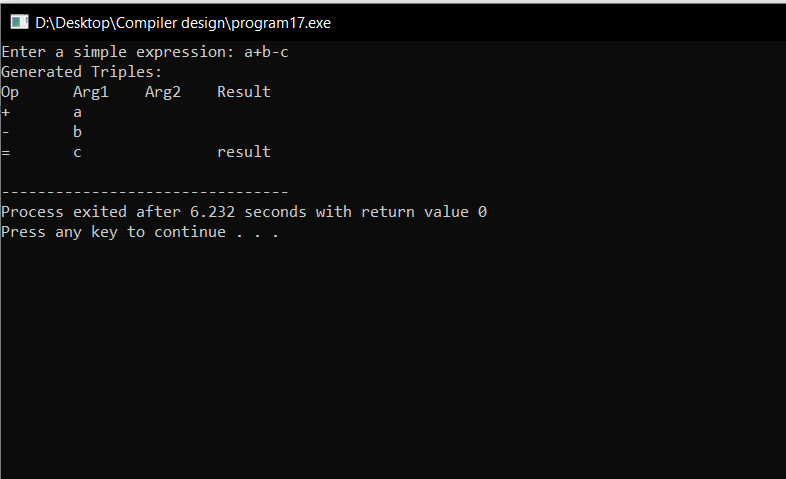 D:\Desktop\Compiler design\program17.exe
Enter a simple expression: a+b-c
Generated Triples:
Op      Arg1    Arg2    Result
+       a
-       b
=       c               result
--------------------------------
Process exited after 6.232 seconds with return value 0
Press any key to continue . . .